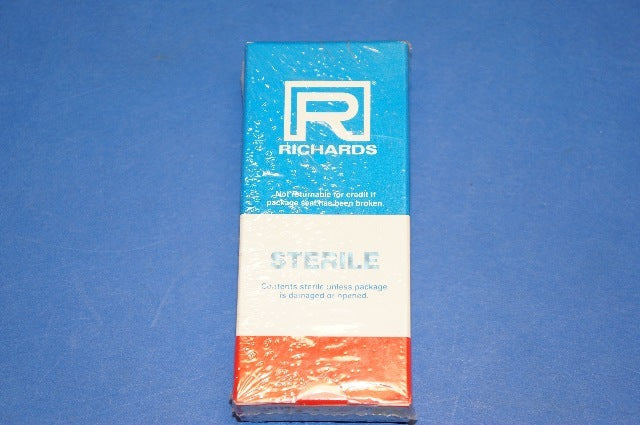 R
RICHARDS
Not returnable for credit if
package seal has been broken.
STERILE
Contents sterile unless package
is damaged or opened.